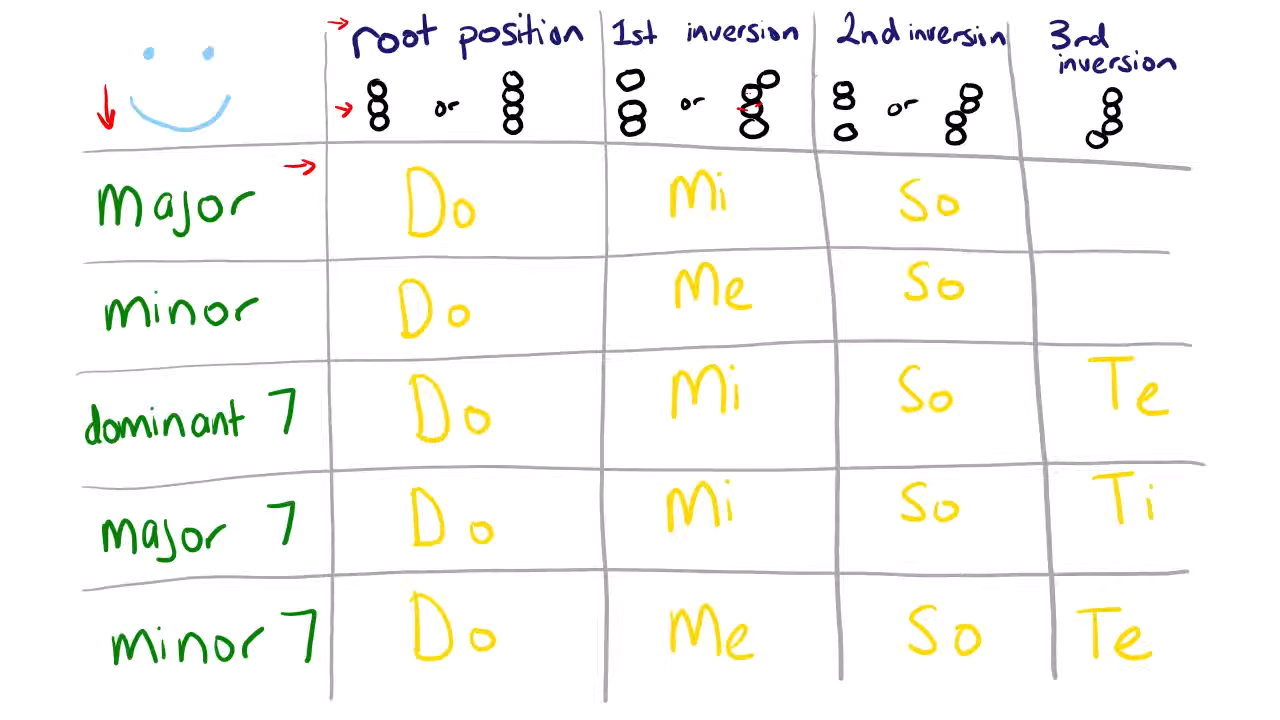 root position 1st inversion 2nd inversion 3rd inversion
or or or
major Do Mi So
minor Do Me So
dominant 7 Do Mi So Te
major 7 Do Mi So Ti
minor 7 Do Me So Te